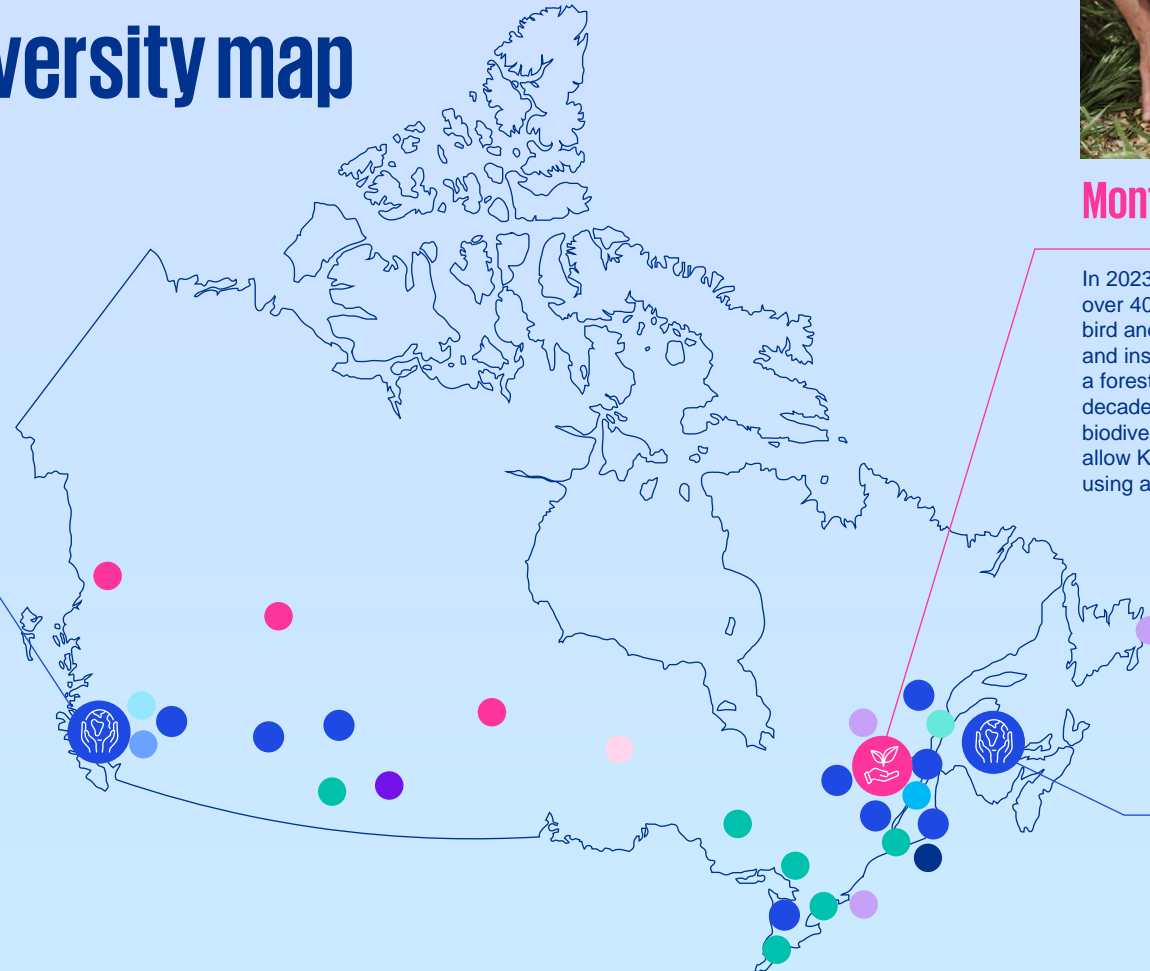 versity map
Mont
In 2023
over 40
bird and
and ins
a forest
decade
biodive
allow K
using a